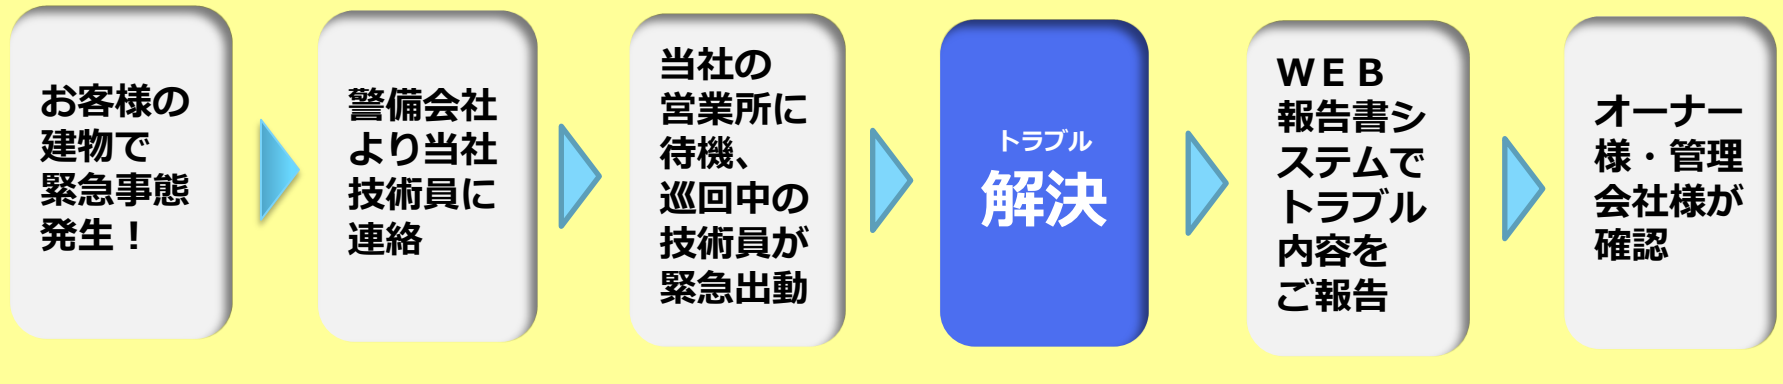 お客様の
建物で
緊急事態
発生！
警備会社
より当社
技術員に
連絡
当社の
営業所に
待機、
巡回中の
技術員が
緊急出動
トラブル
解決
ＷＥＢ
報告書シ
ステムで
トラブル
内容を
ご報告
オーナー
様・管理
会社様が
確認